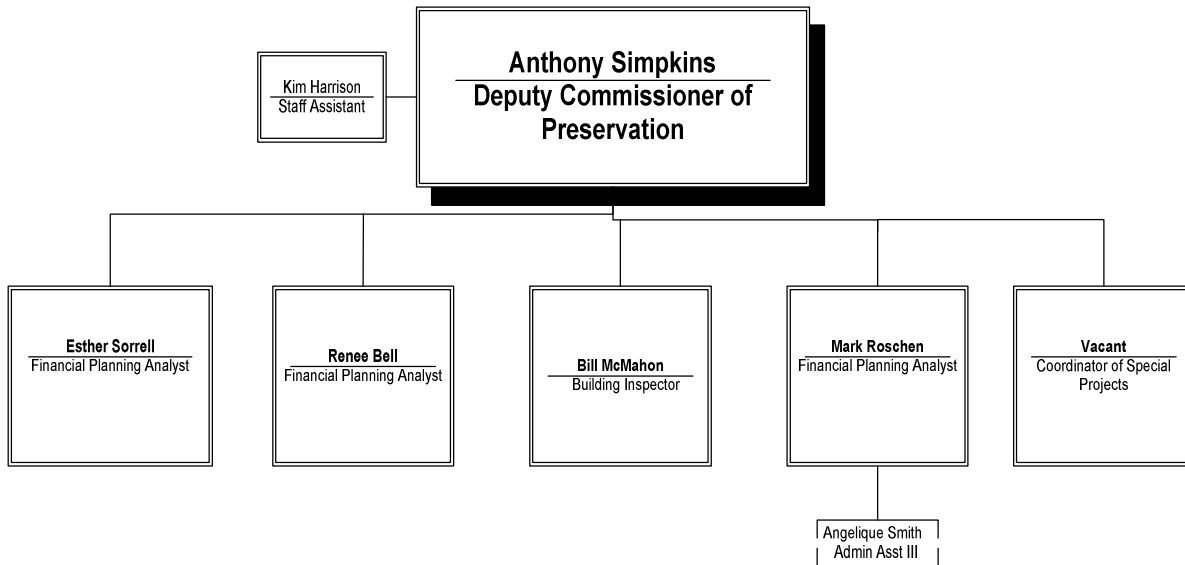 Anthony Simpkins
Deputy Commissioner of
Preservation
Kim Harrison
Staff Assistant
Esther Sorrell
Financial Planning Analyst
Renee Bell
Financial Planning Analyst
Bill McMahon
Building Inspector
Mark Roschen
Financial Planning Analyst
Vacant
Coordinator of Special
Projects
Angelique Smith
Admin Asst III